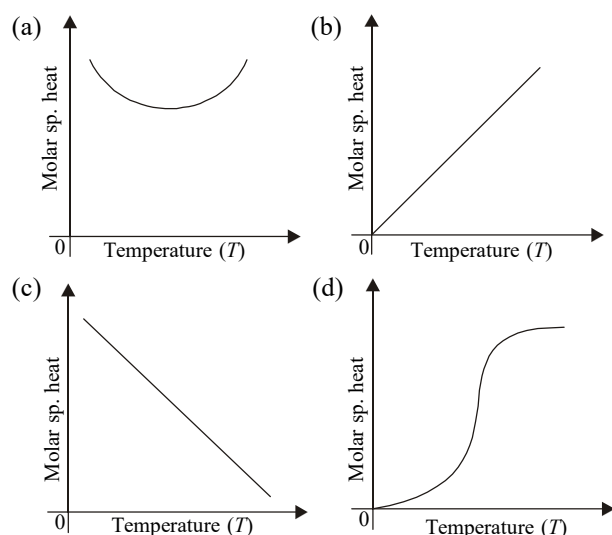 (a)
Molar sp. heat
0
Temperature (T)
(b)
Molar sp. heat
0
Temperature (T)
(c)
Molar sp. heat
0
Temperature (T)
(d)
Molar sp. heat
0
Temperature (T)